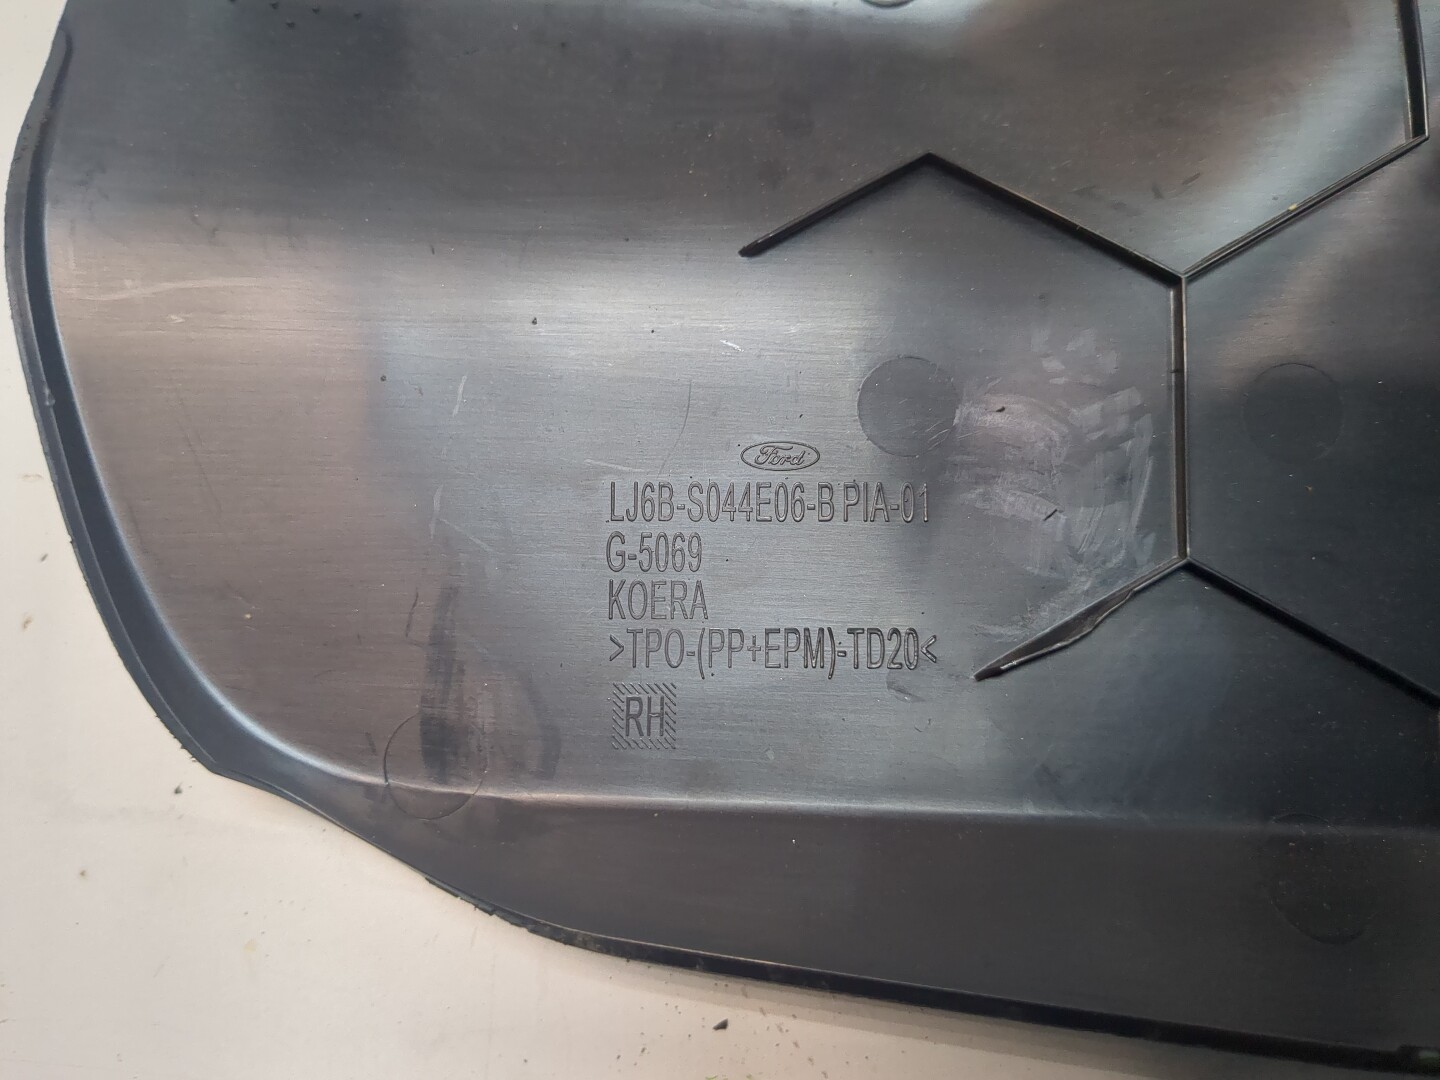 Ford
LJ6B-S044E06-B PIA-01
G-5069
KOERA
>TPO-(PP+EPM)-TD20<
RH